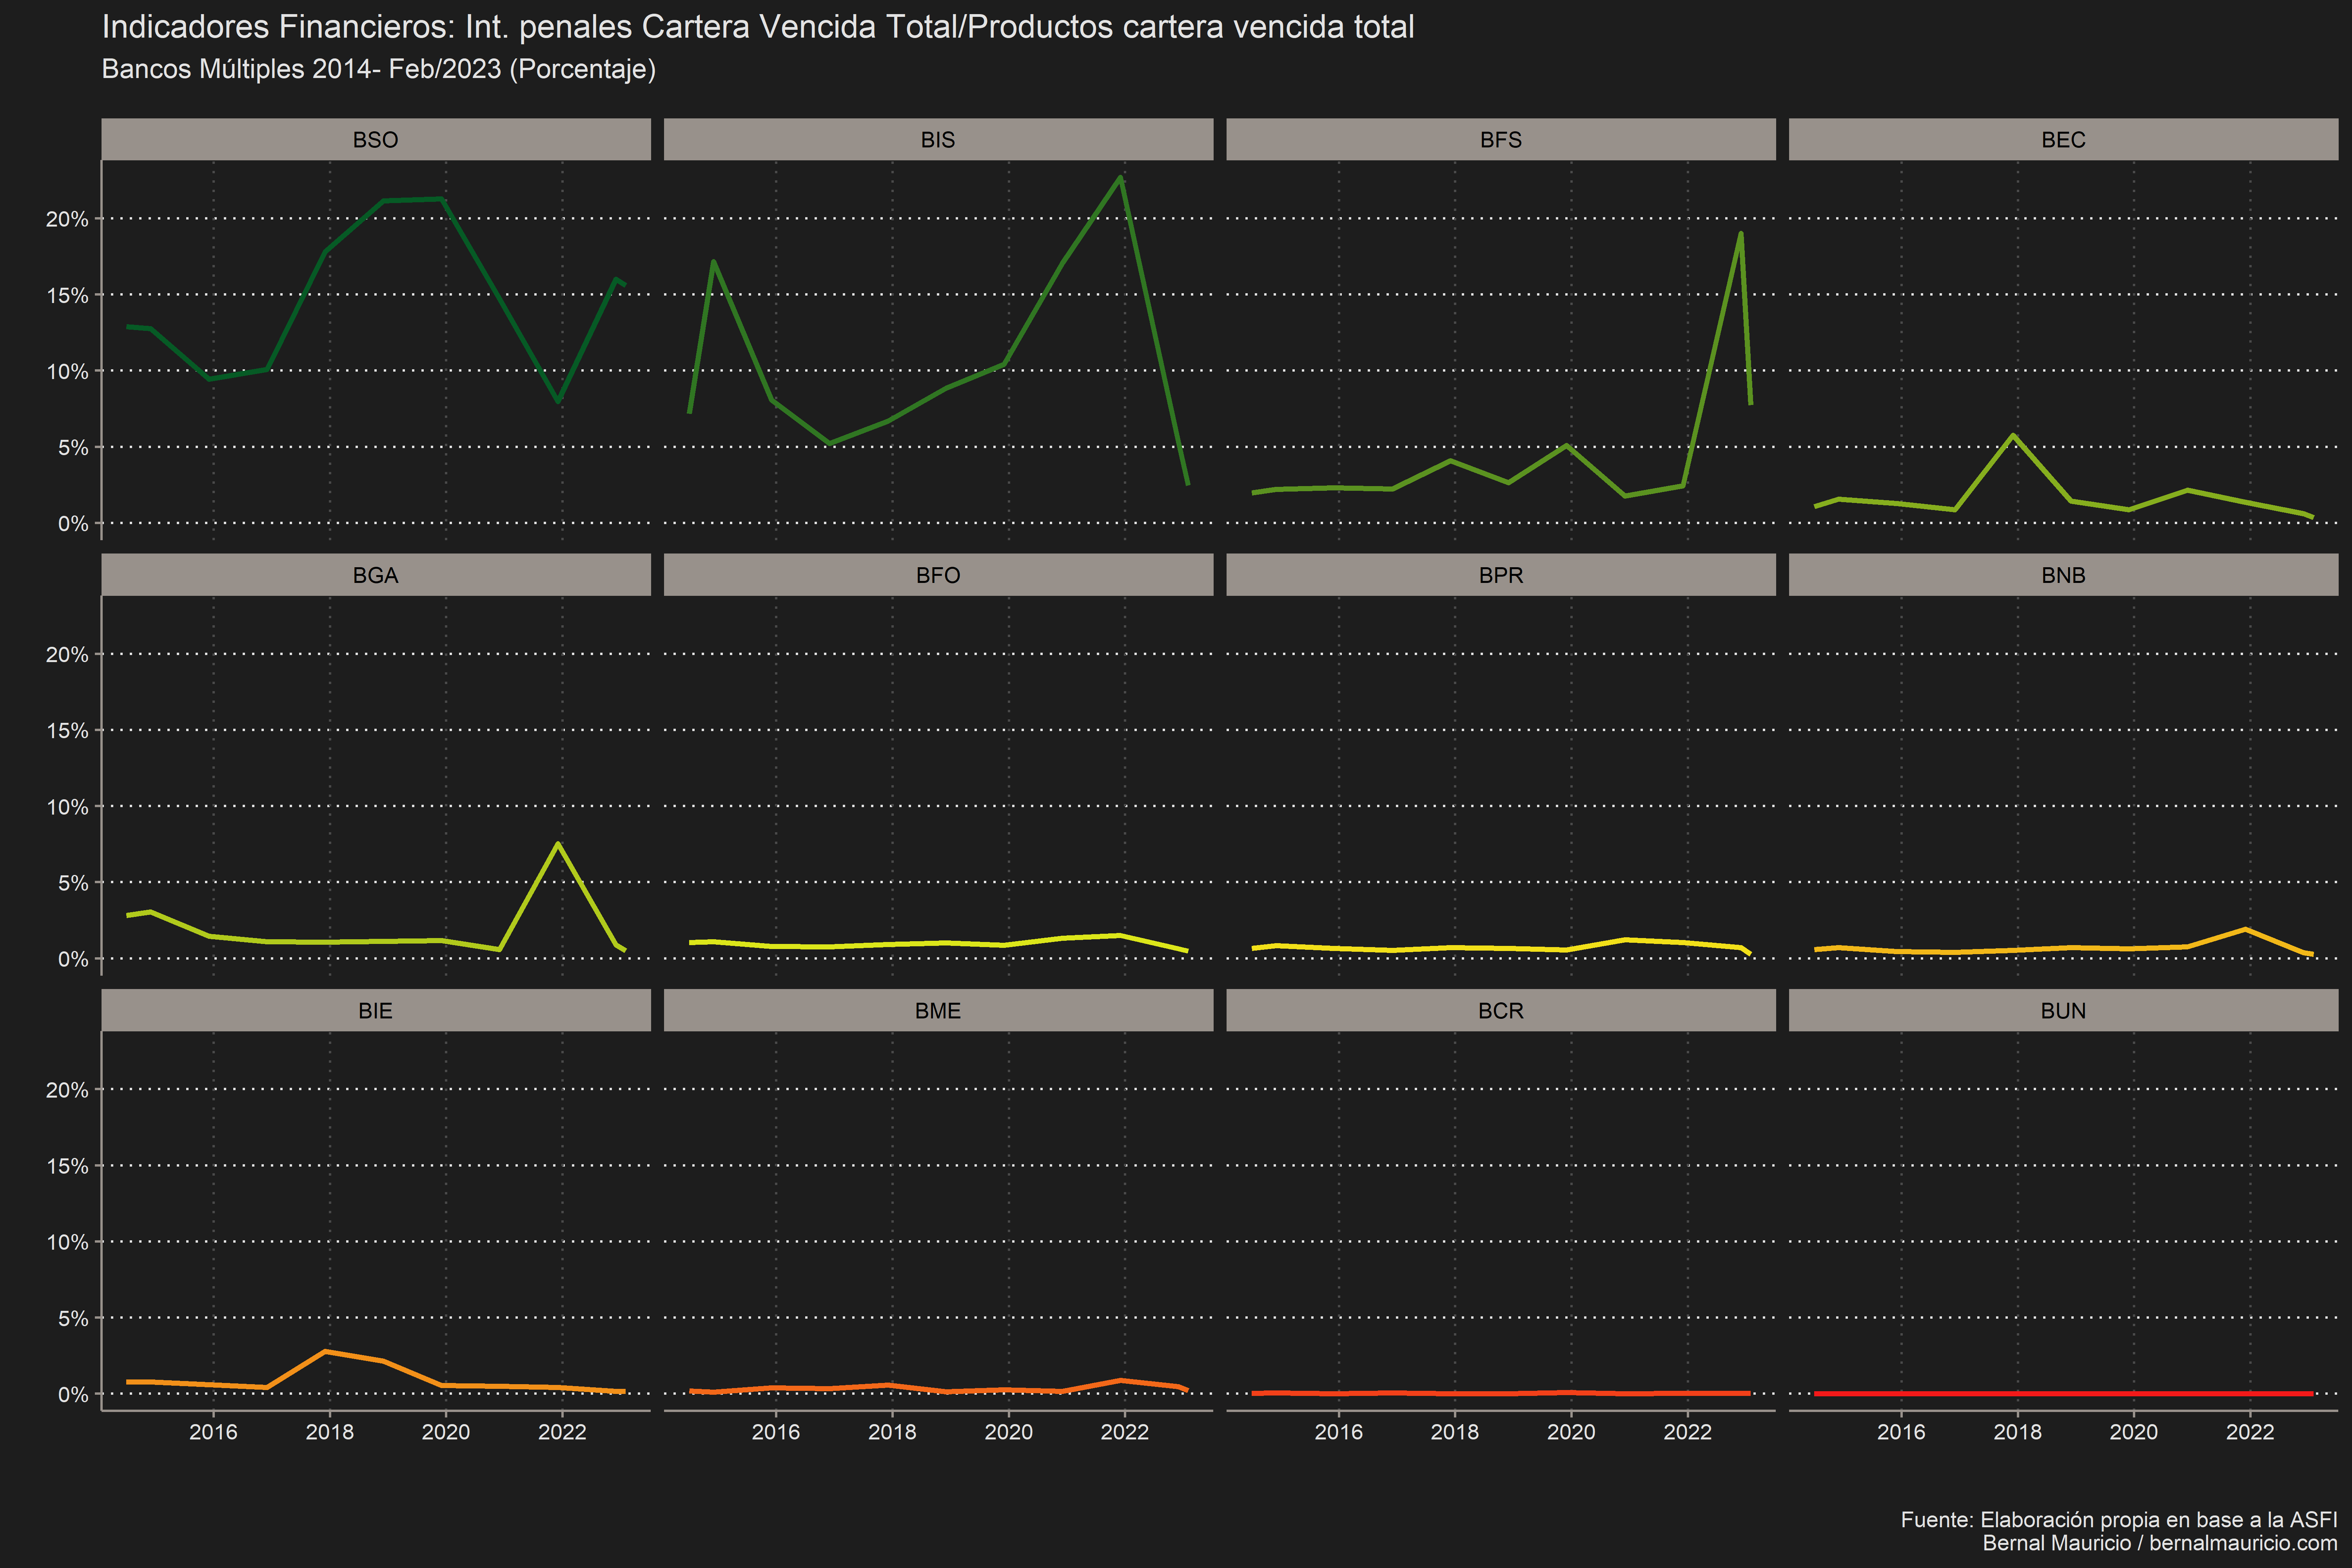 Indicadores Financieros: Int. penales Cartera Vencida Total/Productos cartera vencida total
Bancos Múltiples 2014- Feb/2023 (Porcentaje)
BSO
BIS
BFS
BEC
20%
15%
10%
5%
0%
BGA
BFO
BPR
BNB
20%
15%
10%
5%
0%
BIE
BME
BCR
BUN
20%
15%
10%
5%
0%
2016 2018 2020 2022
2016 2018 2020 2022
2016 2018 2020 2022
2016 2018 2020 2022
Fuente: Elaboración propia en base a la ASFI
Bernal Mauricio / bernalmauricio.com